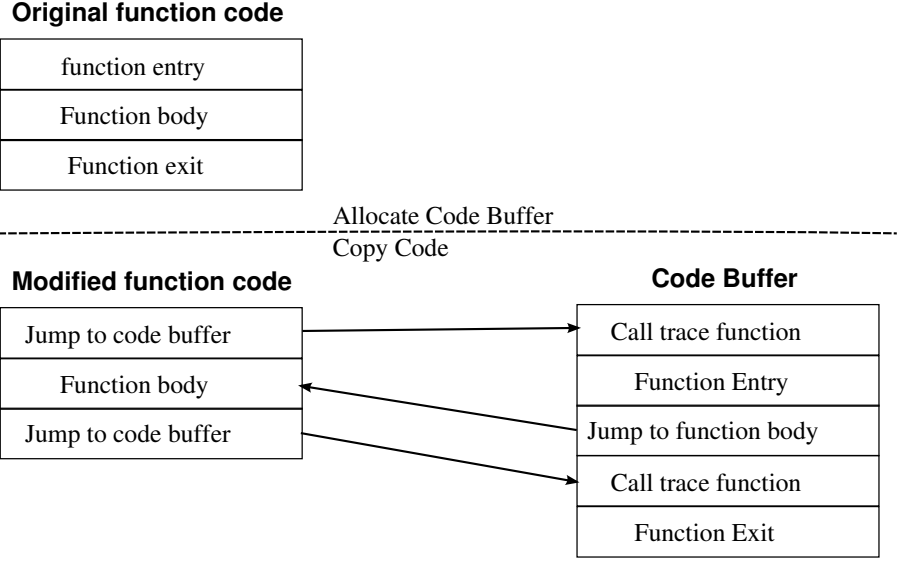 Original function code
function entry
Function body
Function exit
Allocate Code Buffer
Copy Code
Modified function code
Jump to code buffer
Function body
Jump to code buffer
Code Buffer
Call trace function
Function Entry
Jump to function body
Call trace function
Function Exit